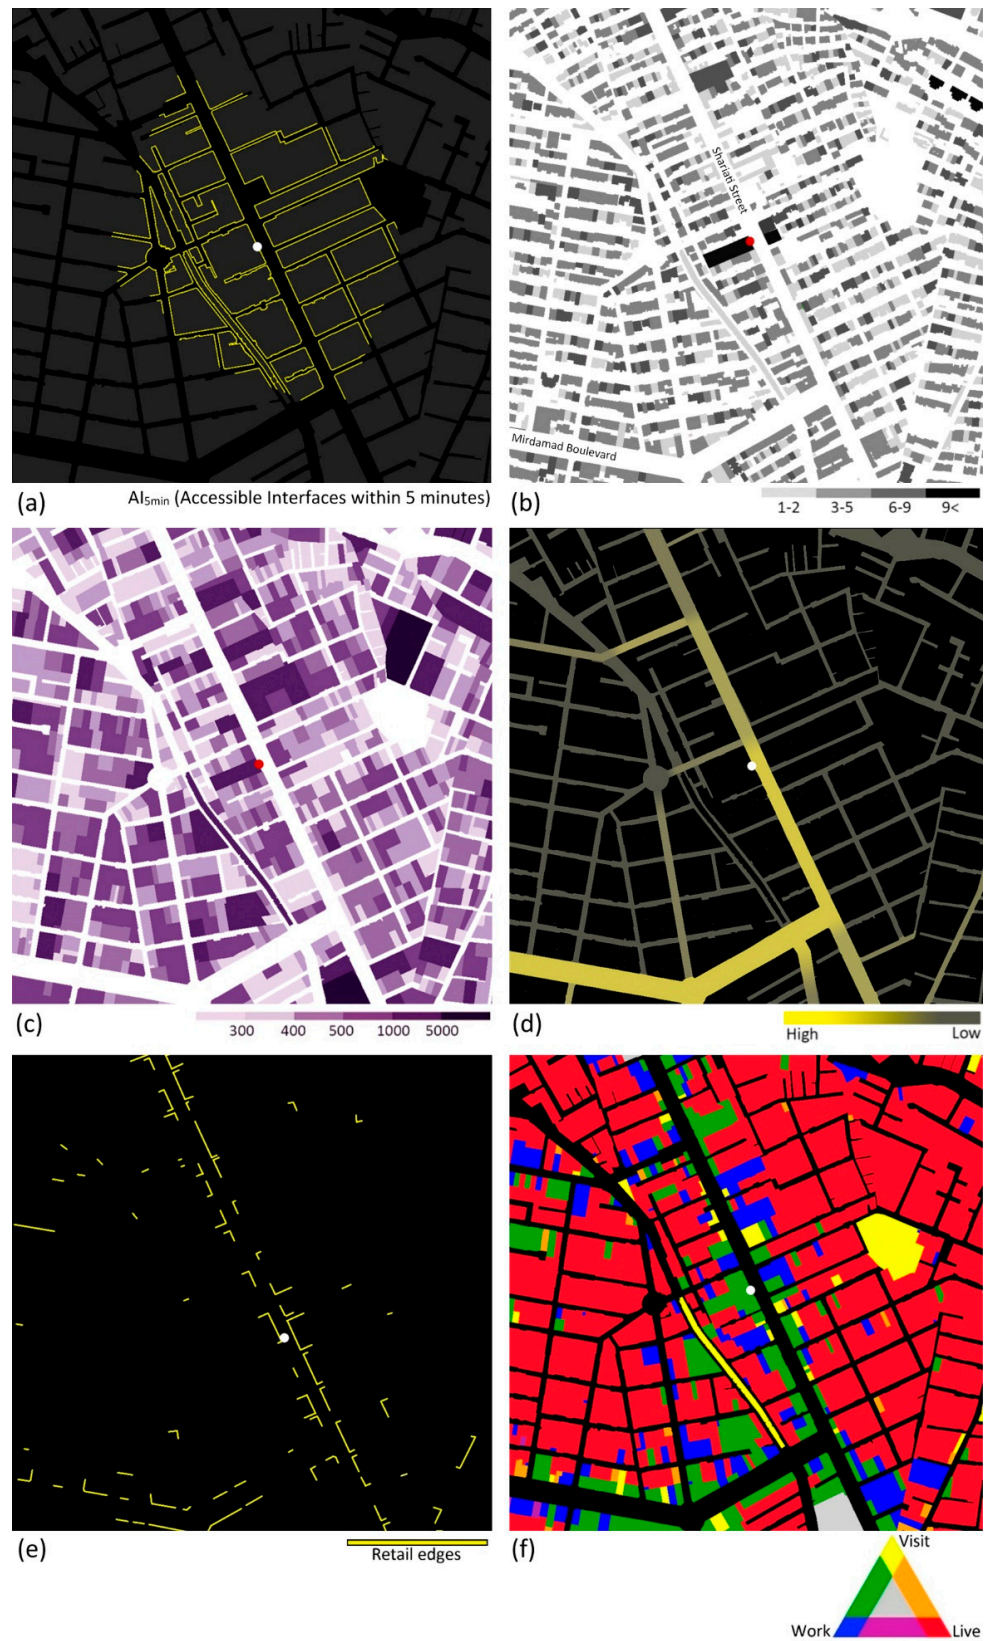 (a)
AI5min (Accessible Interfaces within 5 minutes)
Shariati Street
Mirdamad Boulevard
(b)
1-2 3-5 6-9 9<
(c)
300 400 500 1000 5000
(d)
High Low
(e)
Retail edges
(f)
Visit
Work Live